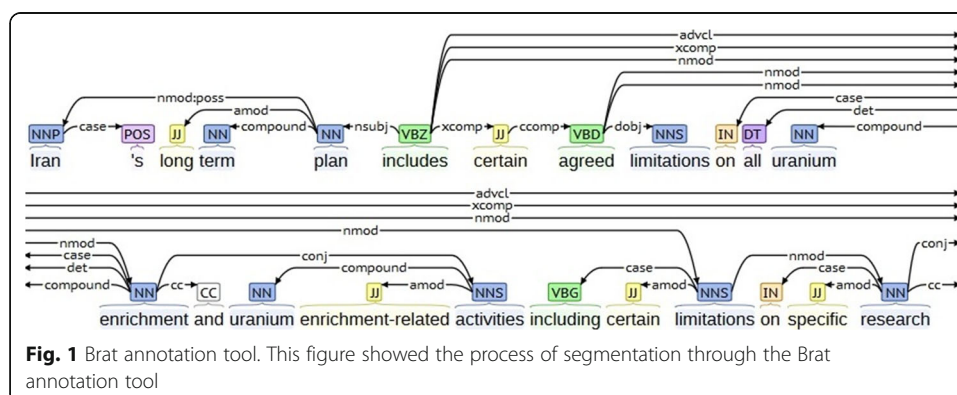 advcl
xcomp
nmod
nmod
nmod
nmod:poss case
amod det
NNP case POS JJ NN compound NN nsubj VBZ xcomp JJ ccomp VBD dobj NNS IN DT NN compound
Iran 's long term plan includes certain agreed limitations on all uranium
advcl
xcomp
nmod
nmod
nmod conj nmod conj
case compound case case
det
compound NN cc CC NN JJ amod NNS VBG JJ amod NNS IN JJ amod NN cc
enrichment and uranium enrichment-related activities including certain limitations on specific research
Fig. 1 Brat annotation tool. This figure showed the process of segmentation through the Brat
annotation tool